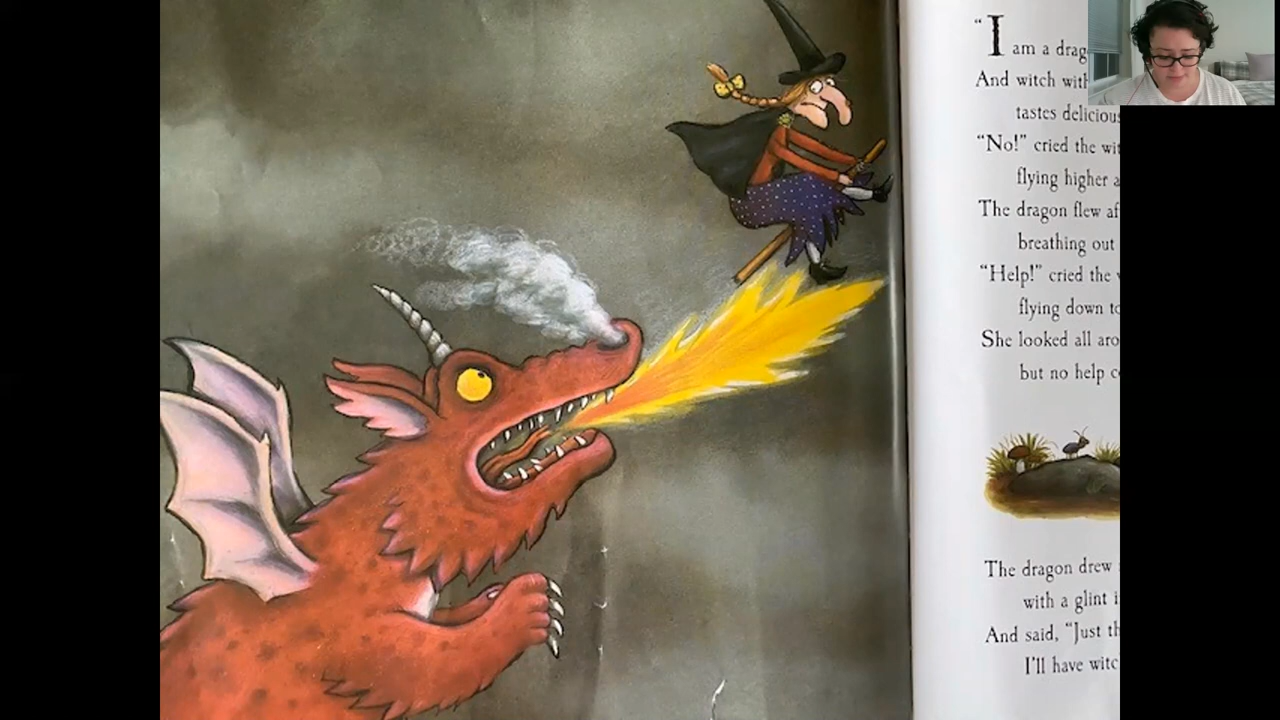 "I am a drag
And witch with
tastes delicious
"No!" cried the wit
flying higher a
The dragon flew af
breathing out
"Help!" cried the
flying down to
She looked all aro
but no help c
The dragon drew
with a glint i
And said, "Just th
I'll have witc